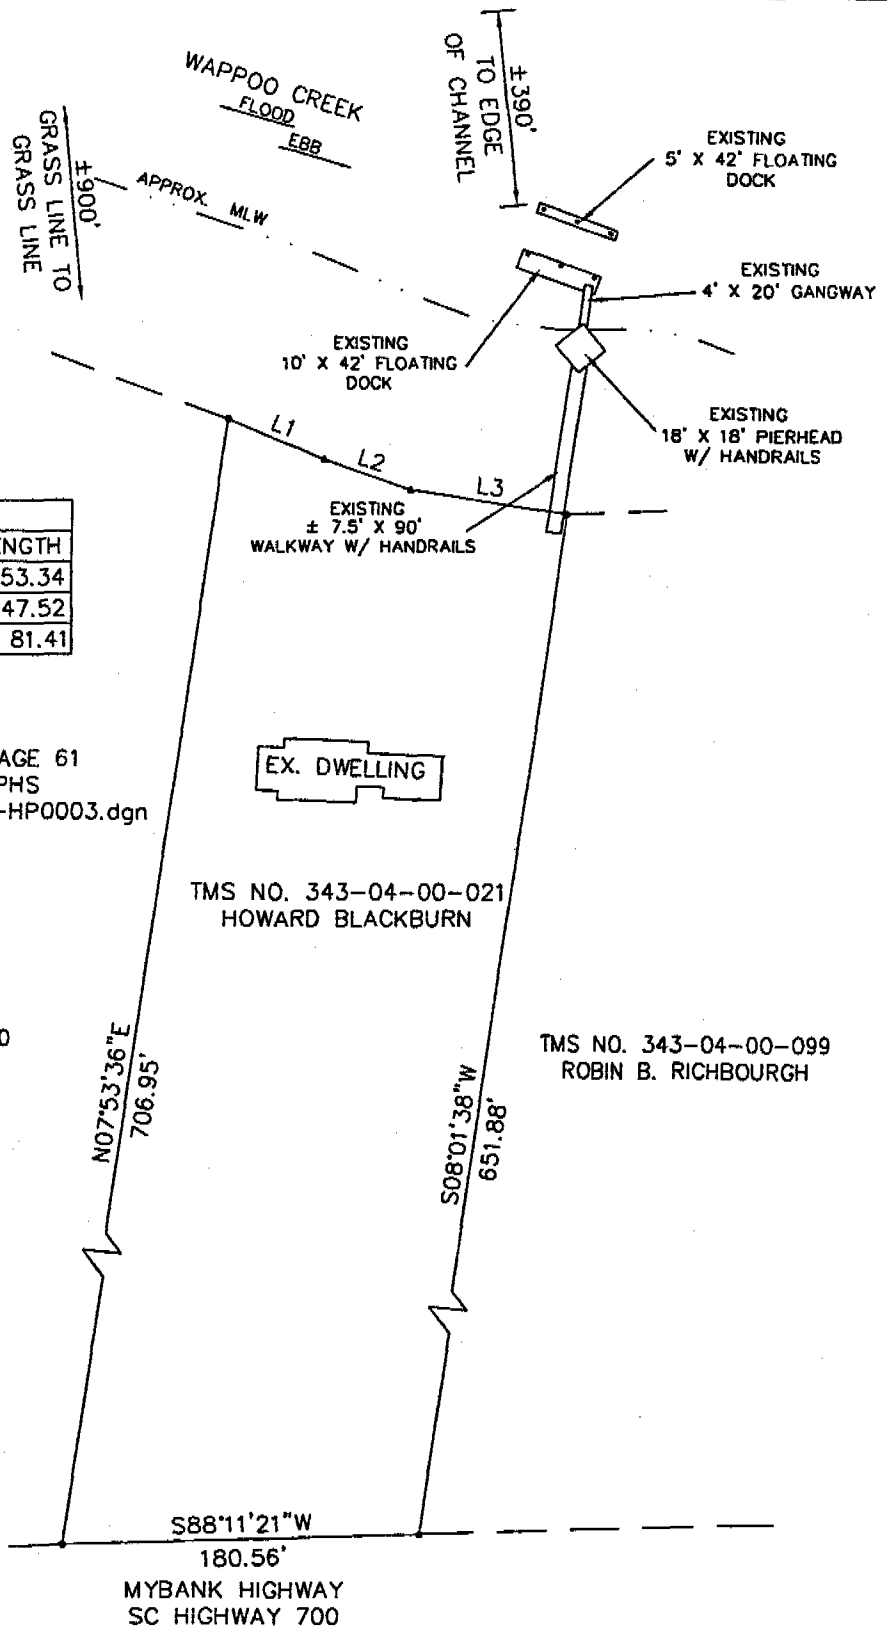 WAPPOO CREEK
FLOOD
EBB
±390'
TO EDGE
OF CHANNEL
±900'
GRASS LINE TO
GRASS LINE
APPROX. MLW
EXISTING
5' X 42' FLOATING
DOCK
EXISTING
4' X 20' GANGWAY
EXISTING
10' X 42' FLOATING
DOCK
EXISTING
18' X 18' PIERHEAD
W/ HANDRAILS
L1
L2
L3
EXISTING
± 7.5' X 90'
WALKWAY W/ HANDRAILS
ENGTH
53.34
47.52
81.41
AGE 61
PHS
-HP0003.dgn
EX. DWELLING
TMS NO. 343-04-00-021
HOWARD BLACKBURN
0
TMS NO. 343-04-00-099
ROBIN B. RICHBOURGH
N07°53'36"E
706.95'
S08°01'38"W
651.88'
S88°11'21"W
180.56'
MYBANK HIGHWAY
SC HIGHWAY 700